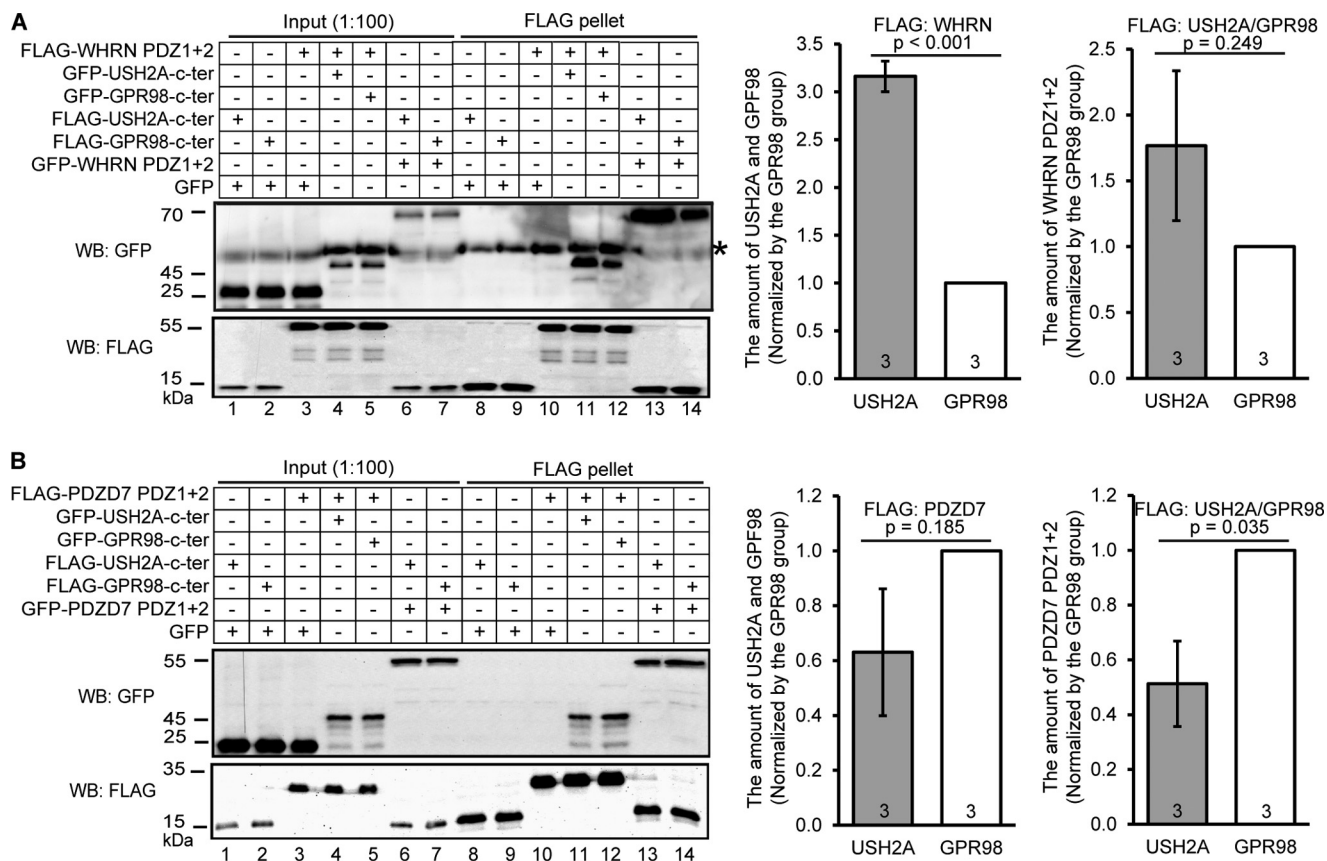 A
Input (1:100)
FLAG pellet
FLAG-WHRN PDZ1+2 - - + + + - - - - + + + - -
GFP-USH2A-c-ter - - - + - - - - - - + - - -
GFP-GPR98-c-ter - - - - + - - - - - - + - -
FLAG-USH2A-c-ter + - - - - + - + - - - - + -
FLAG-GPR98-c-ter - + - - - - + - + - - - - +
GFP-WHRN PDZ1+2 - - - - - + + - - - - - + +
GFP + + + - - - - + + + - - - -
70
WB: GFP
*
45
25
55
WB: FLAG
15
kDa
1 2 3 4 5 6 7 8 9 10 11 12 13 14
FLAG: WHRN
p < 0.001
The amount of USH2A and GPF98
(Normalized by the GPR98 group)
3.5
3.0
2.5
2.0
1.5
1.0
0.5
0.0
3
3
USH2A GPR98
FLAG: USH2A/GPR98
p = 0.249
The amount of WHRN PDZ1+2
(Normalized by the GPR98 group)
2.5
2.0
1.5
1.0
0.5
0.0
3
3
USH2A GPR98
B
Input (1:100)
FLAG pellet
FLAG-PDZD7 PDZ1+2 - - + + + - - - - + + + - -
GFP-USH2A-c-ter - - - + - - - - - - + - - -
GFP-GPR98-c-ter - - - - + - - - - - - + - -
FLAG-USH2A-c-ter + - - - - + - + - - - - + -
FLAG-GPR98-c-ter - + - - - - + - + - - - - +
GFP-PDZD7 PDZ1+2 - - - - - + + - - - - - + +
GFP + + + - - - - + + + - - - -
55
WB: GFP
45
25
35
WB: FLAG
15
kDa
1 2 3 4 5 6 7 8 9 10 11 12 13 14
FLAG: PDZD7
p = 0.185
The amount of USH2A and GPF98
(Normalized by the GPR98 group)
1.2
1.0
0.8
0.6
0.4
0.2
0.0
3
3
USH2A GPR98
FLAG: USH2A/GPR98
p = 0.035
The amount of PDZD7 PDZ1+2
(Normalized by the GPR98 group)
1.2
1.0
0.8
0.6
0.4
0.2
0.0
3
3
USH2A GPR98